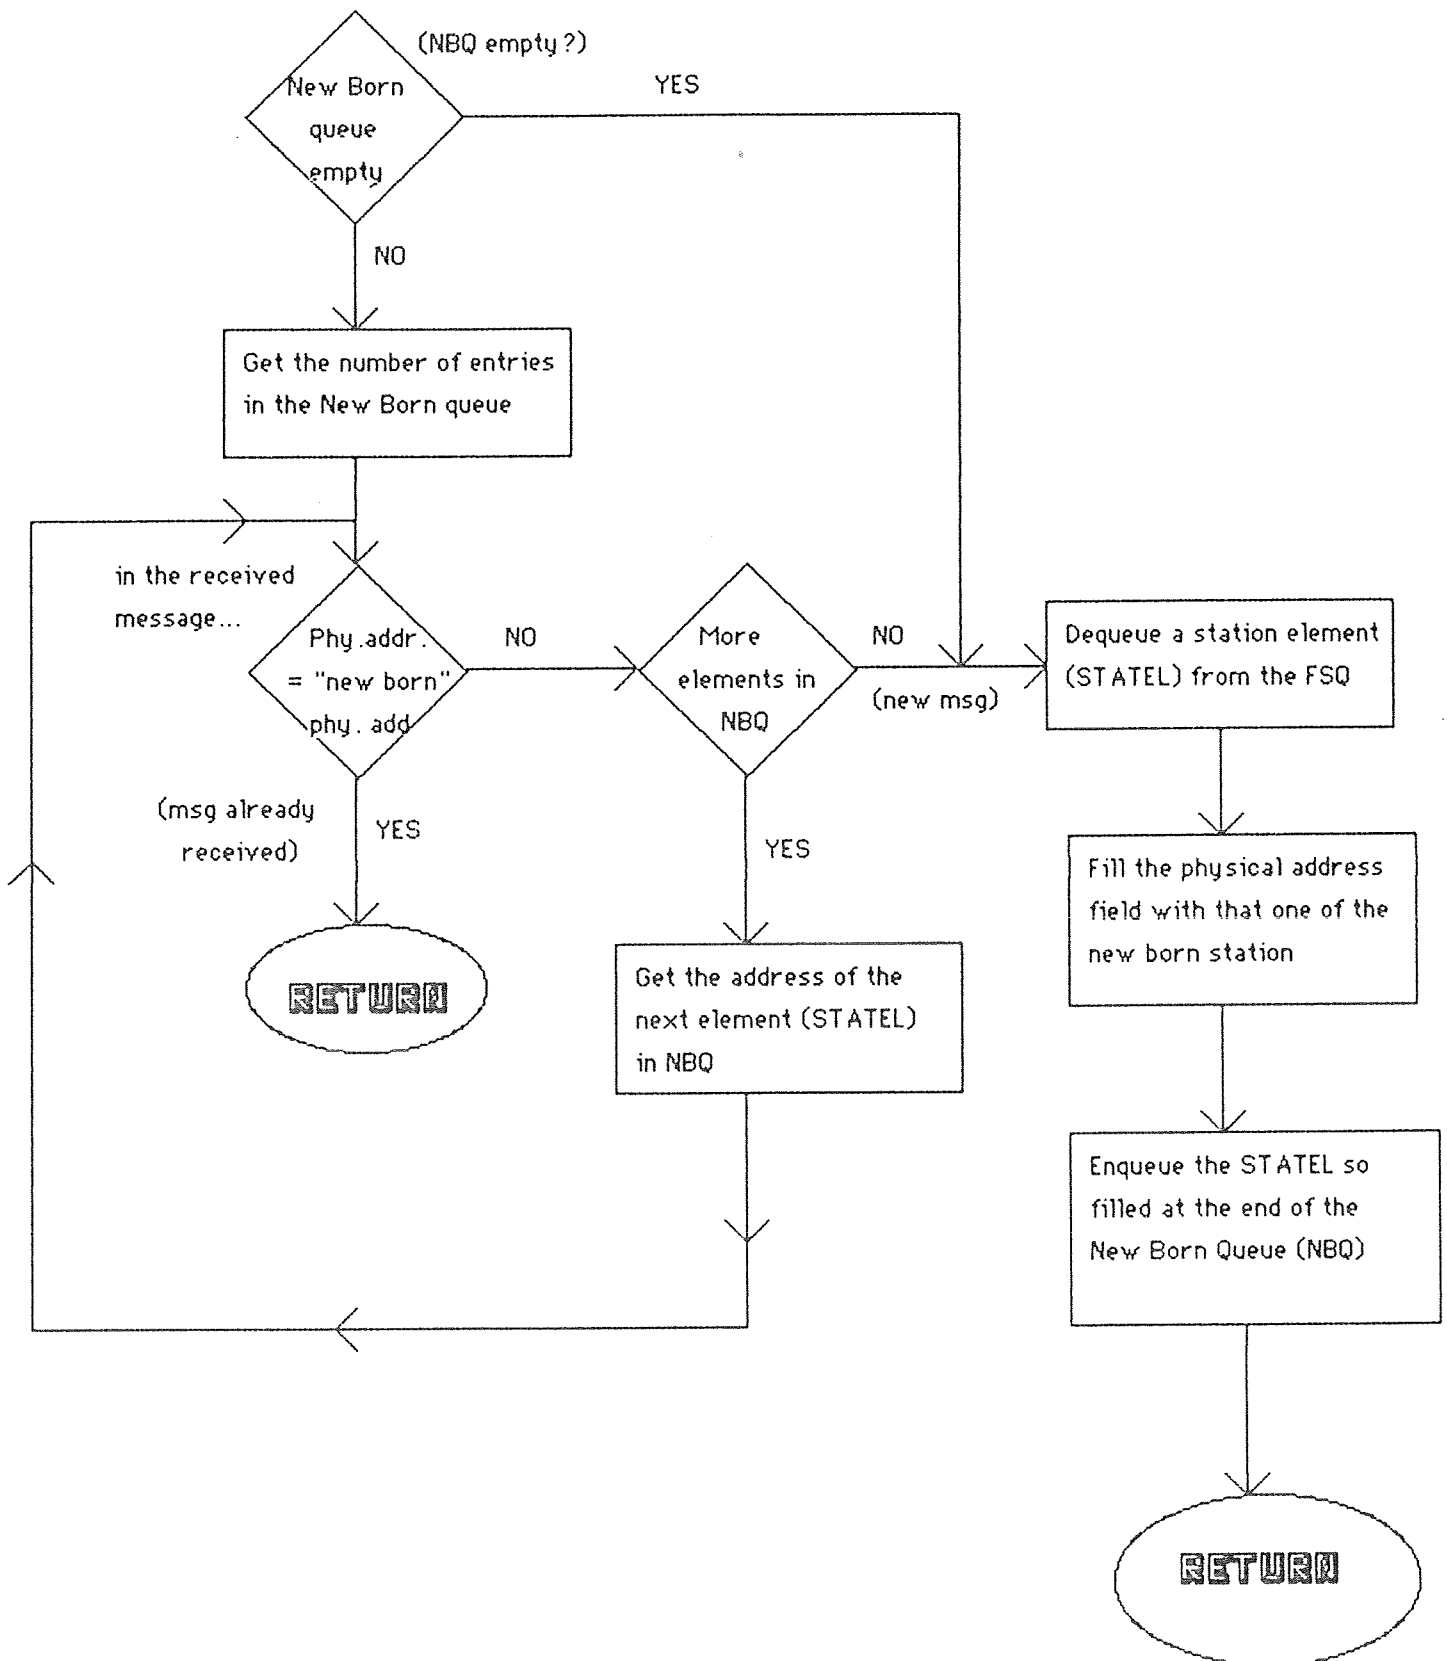 (NBQ empty?)
New Born
queue
empty
YES
NO
Get the number of entries
in the New Born queue
in the received
message...
Phy.addr.
= "new born"
phy. add
NO
More
elements in
NBQ
NO
(new msg)
Dequeue a station element
(STATEL) from the FSQ
(msg already
received)
YES
YES
Fill the physical address
field with that one of the
new born station
RETURN
Get the address of the
next element (STATEL)
in NBQ
Enqueue the STATEL so
filled at the end of the
New Born Queue (NBQ)
RETURN